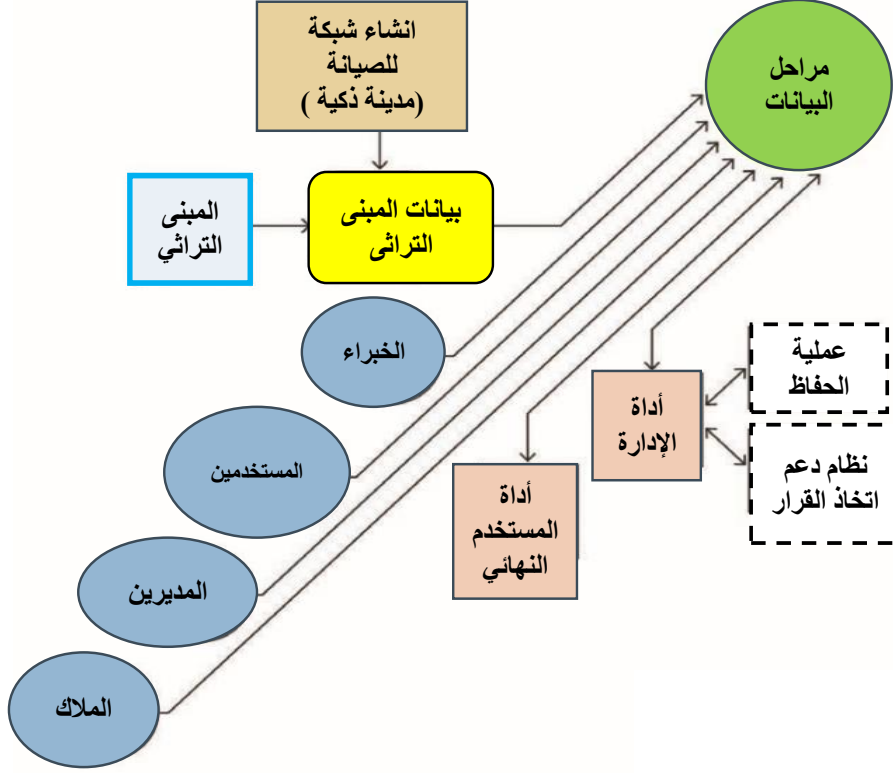 انشاء شبكة
للصيانة
(مدينة ذكية )
مراحل
البيانات
المبنى
التراثي
بيانات المبنى
التراثى
الخبراء
عملية
الحفاظ
أداة
الإدارة
نظام دعم
اتخاذ القرار
المستخدمين
أداة
المستخدم
النهائي
المديرين
الملاك